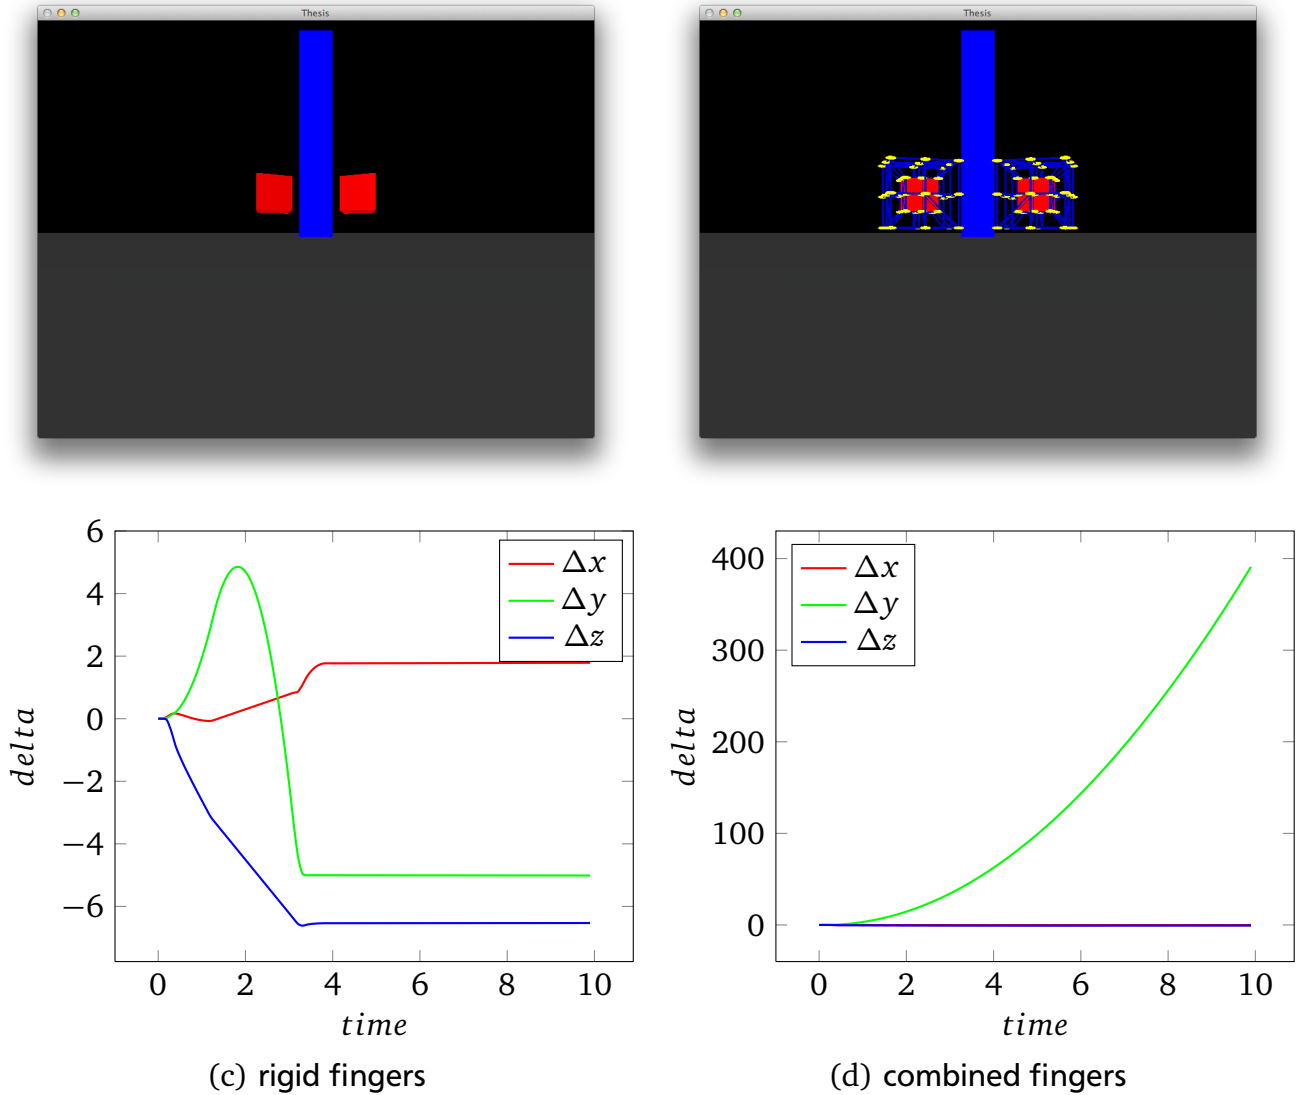 Thesis
Thesis
6
4
2
0
−2
−4
−6
delta
0 2 4 6 8 10
time
Δx
Δy
Δz
(c) rigid fingers
400
300
200
100
0
delta
0 2 4 6 8 10
time
Δx
Δy
Δz
(d) combined fingers